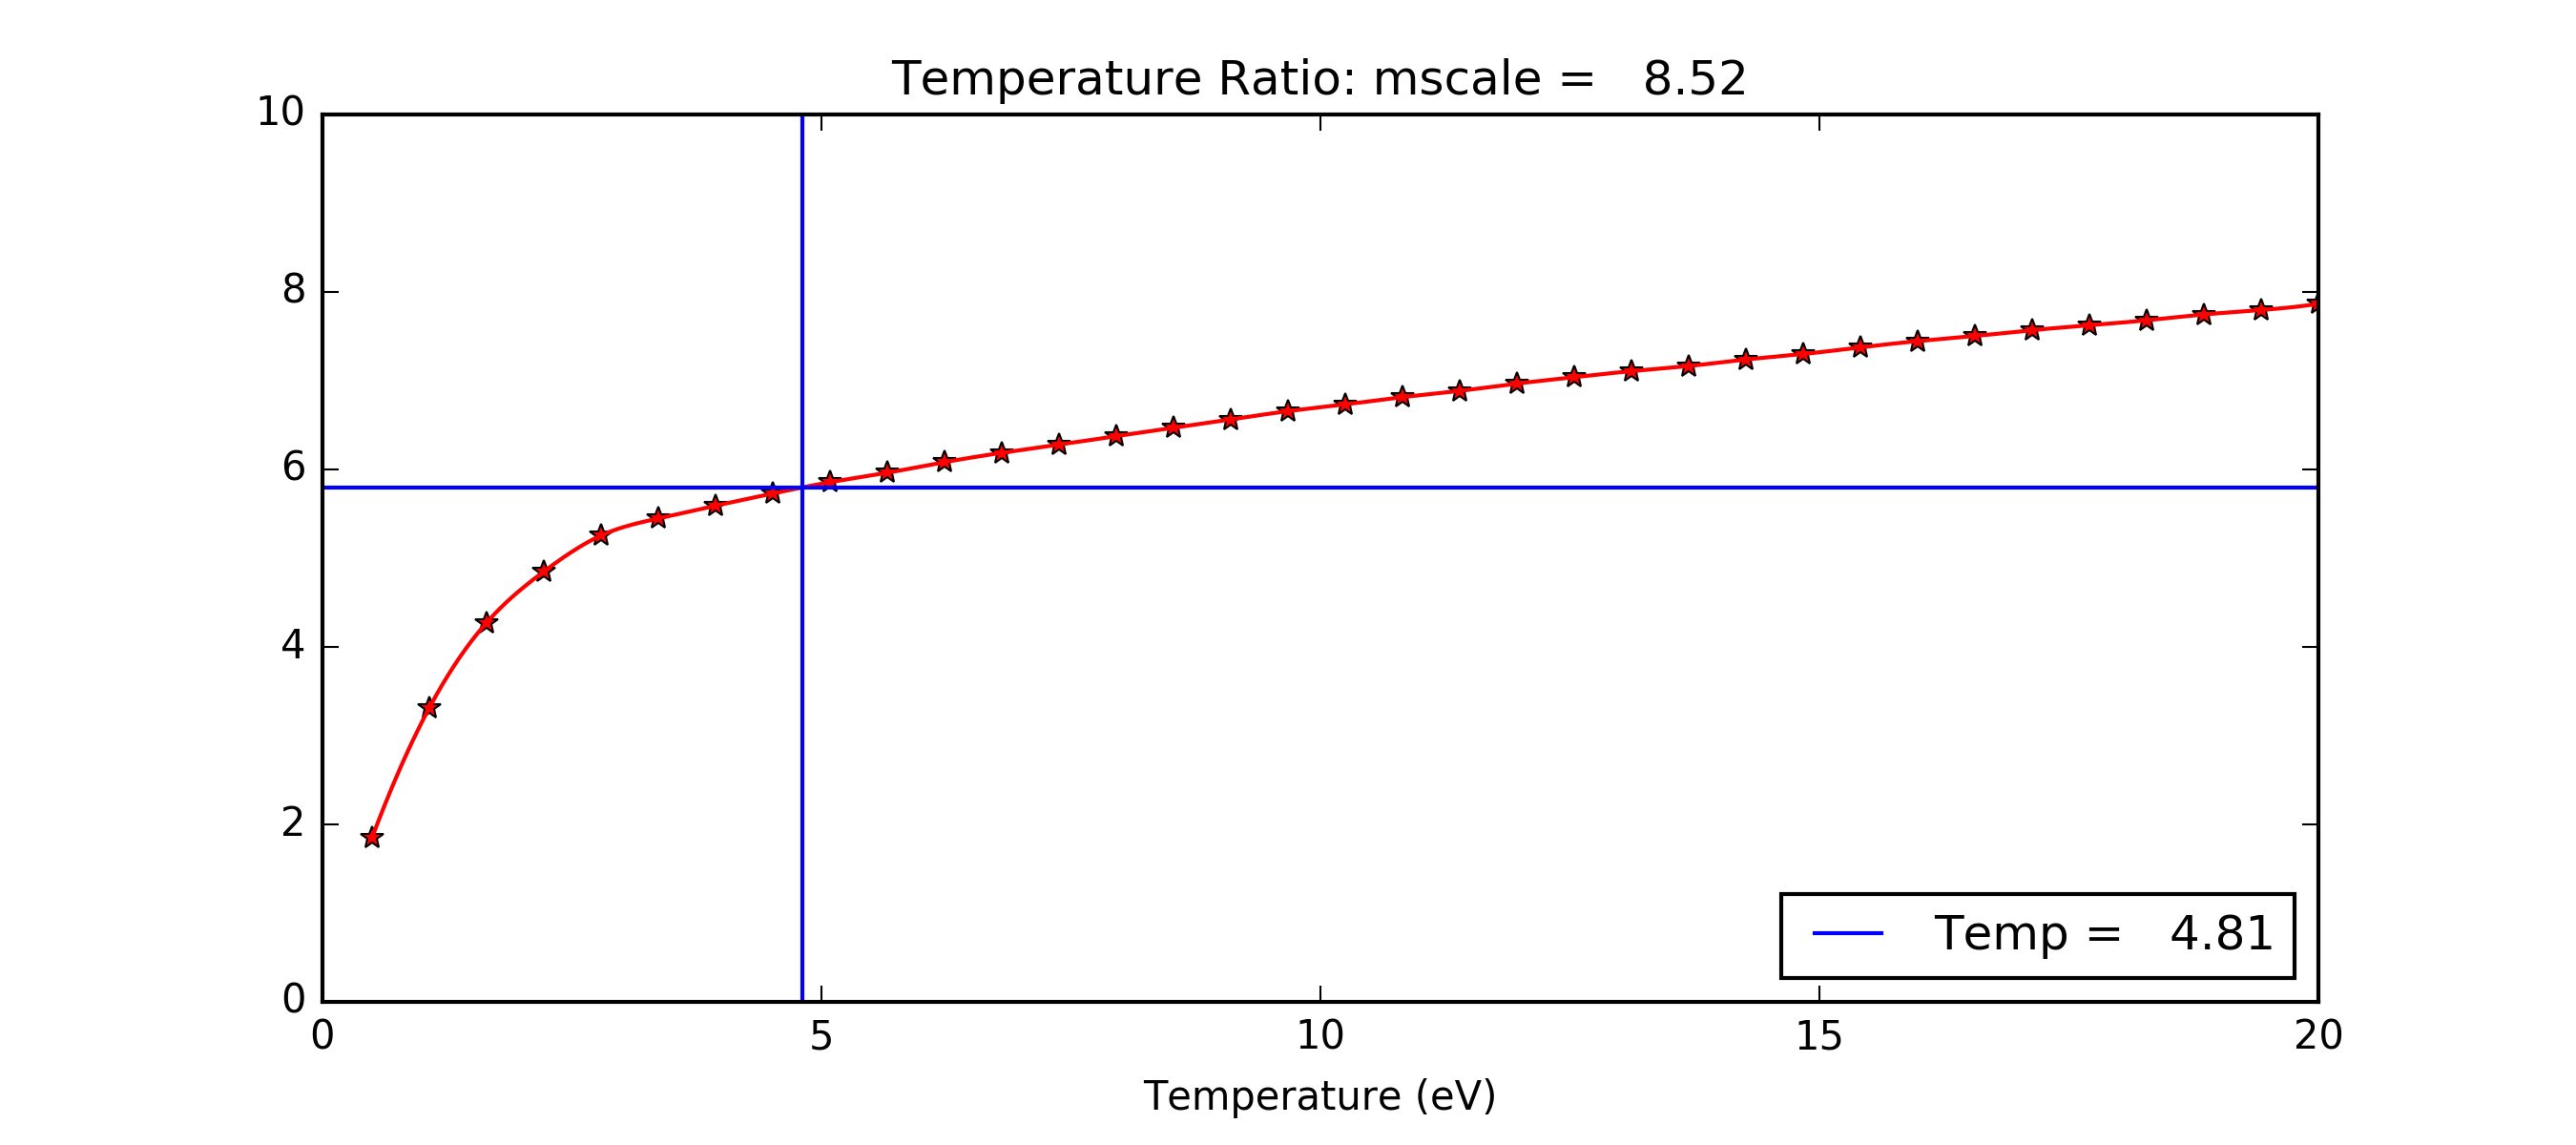 Temperature Ratio: mscale =   8.52
10
8
6
4
2
0
0 5 10 15 20
Temperature (eV)
Temp =   4.81